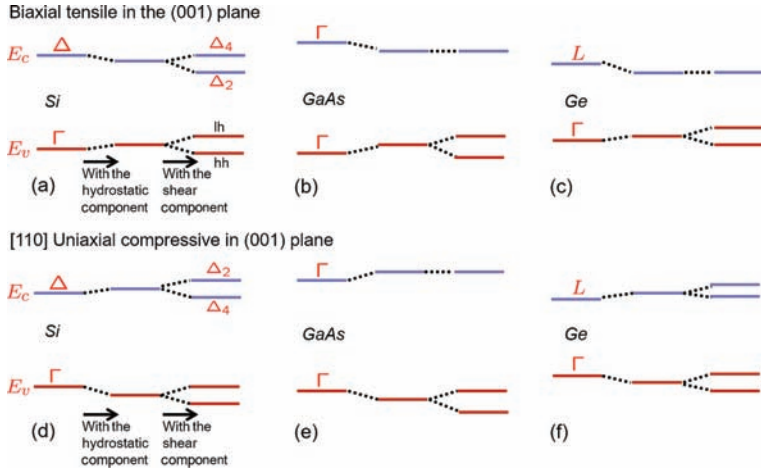 Biaxial tensile in the (001) plane
Δ
Δ4
Γ
L
Ec
Δ2
Si
GaAs
Ge
Γ
lh
Γ
Γ
Ev
hh
(a)
With the
hydrostatic
component
With the
shear
component
(b)
(c)
[110] Uniaxial compressive in (001) plane
Δ
Δ2
Γ
L
Ec
Δ4
Si
GaAs
Ge
Γ
Γ
Γ
Ev
(d)
With the
hydrostatic
component
With the
shear
component
(e)
(f)